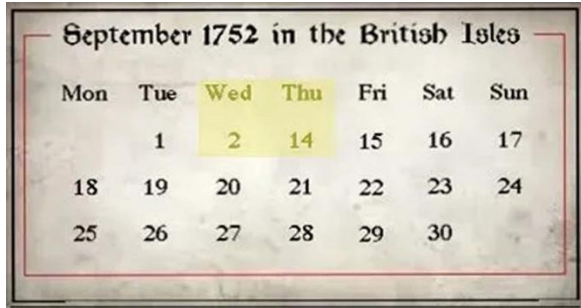 September 1752 in the British Isles
Mon Tue Wed Thu Fri Sat Sun
1 2 14 15 16 17
18 19 20 21 22 23 24
25 26 27 28 29 30